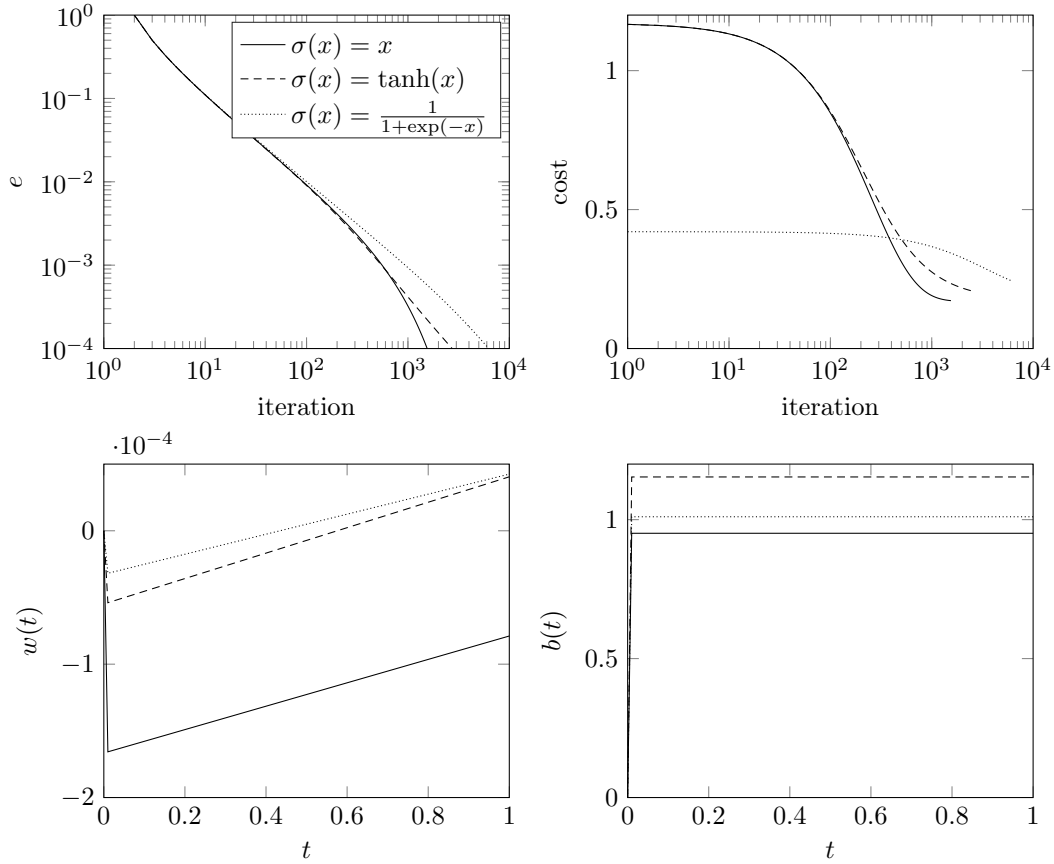 10^0
10^{-1}
10^{-2}
10^{-3}
10^{-4}
e
σ(x) = x
σ(x) = tanh(x)
σ(x) = \frac{1}{1+exp(−x)}
10^0 10^1 10^2 10^3 10^4
iteration
1
0.5
0
cost
10^0 10^1 10^2 10^3 10^4
iteration
·10^{-4}
0
−1
−2
w(t)
0 0.2 0.4 0.6 0.8 1
t
1
0.5
0
b(t)
0 0.2 0.4 0.6 0.8 1
t